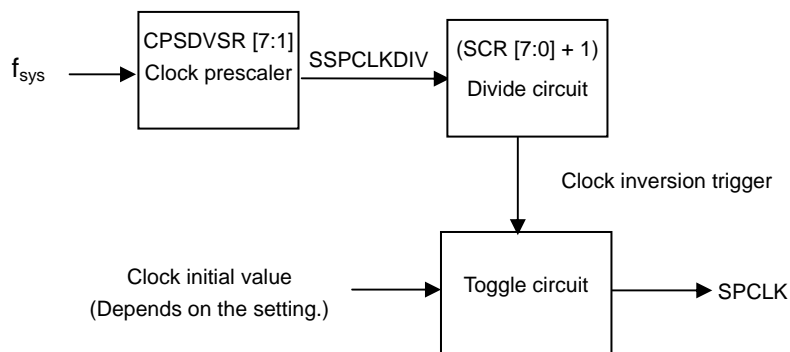 CPSDVSR [7:1]
Clock prescaler
fsys
SSPCLKDIV
(SCR [7:0] + 1)
Divide circuit
Clock inversion trigger
Clock initial value
(Depends on the setting.)
Toggle circuit
SPCLK